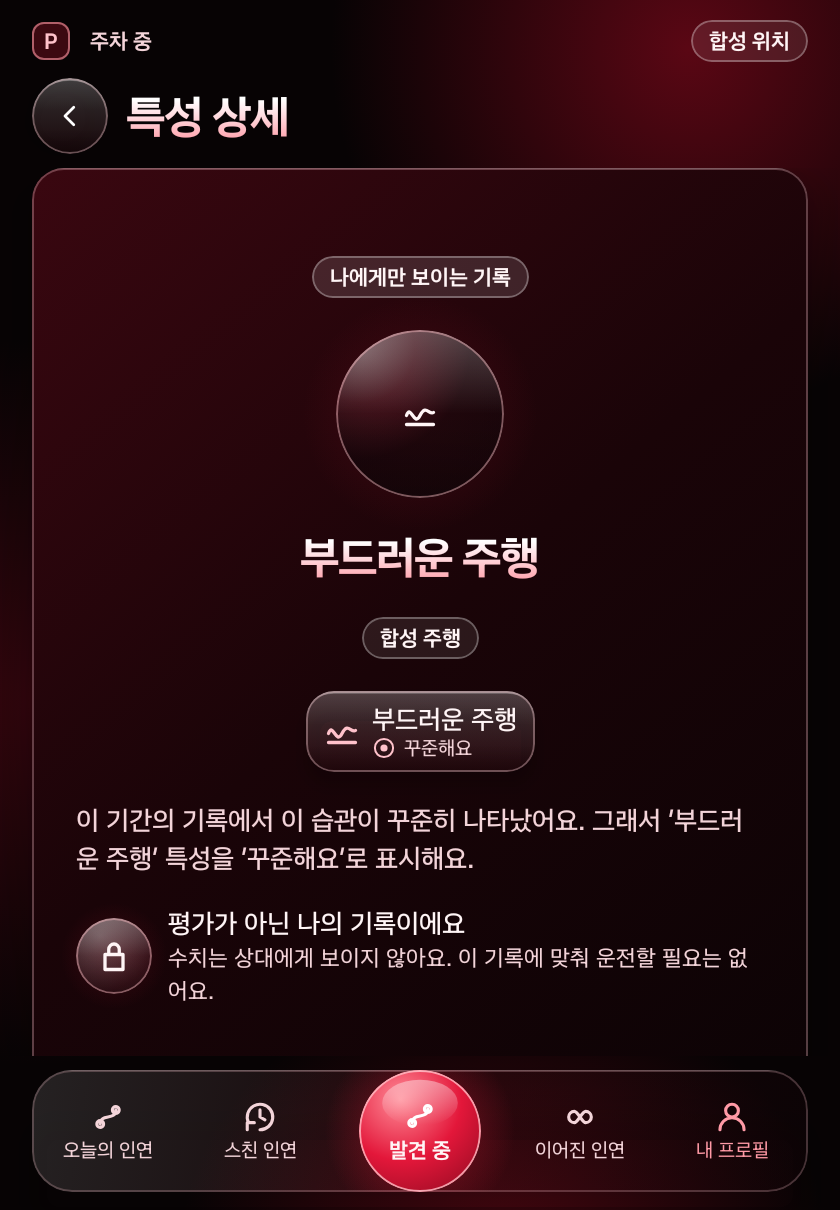 P 주차 중
합성 위치
특성 상세
나에게만 보이는 기록
부드러운 주행
합성 주행
부드러운 주행
꾸준해요
이 기간의 기록에서 이 습관이 꾸준히 나타났어요. 그래서 ‘부드러
운 주행’ 특성을 ‘꾸준해요’로 표시해요.
평가가 아닌 나의 기록이에요
수치는 상대에게 보이지 않아요. 이 기록에 맞춰 운전할 필요는 없
어요.
오늘의 인연
스친 인연
발견 중
이어진 인연
내 프로필